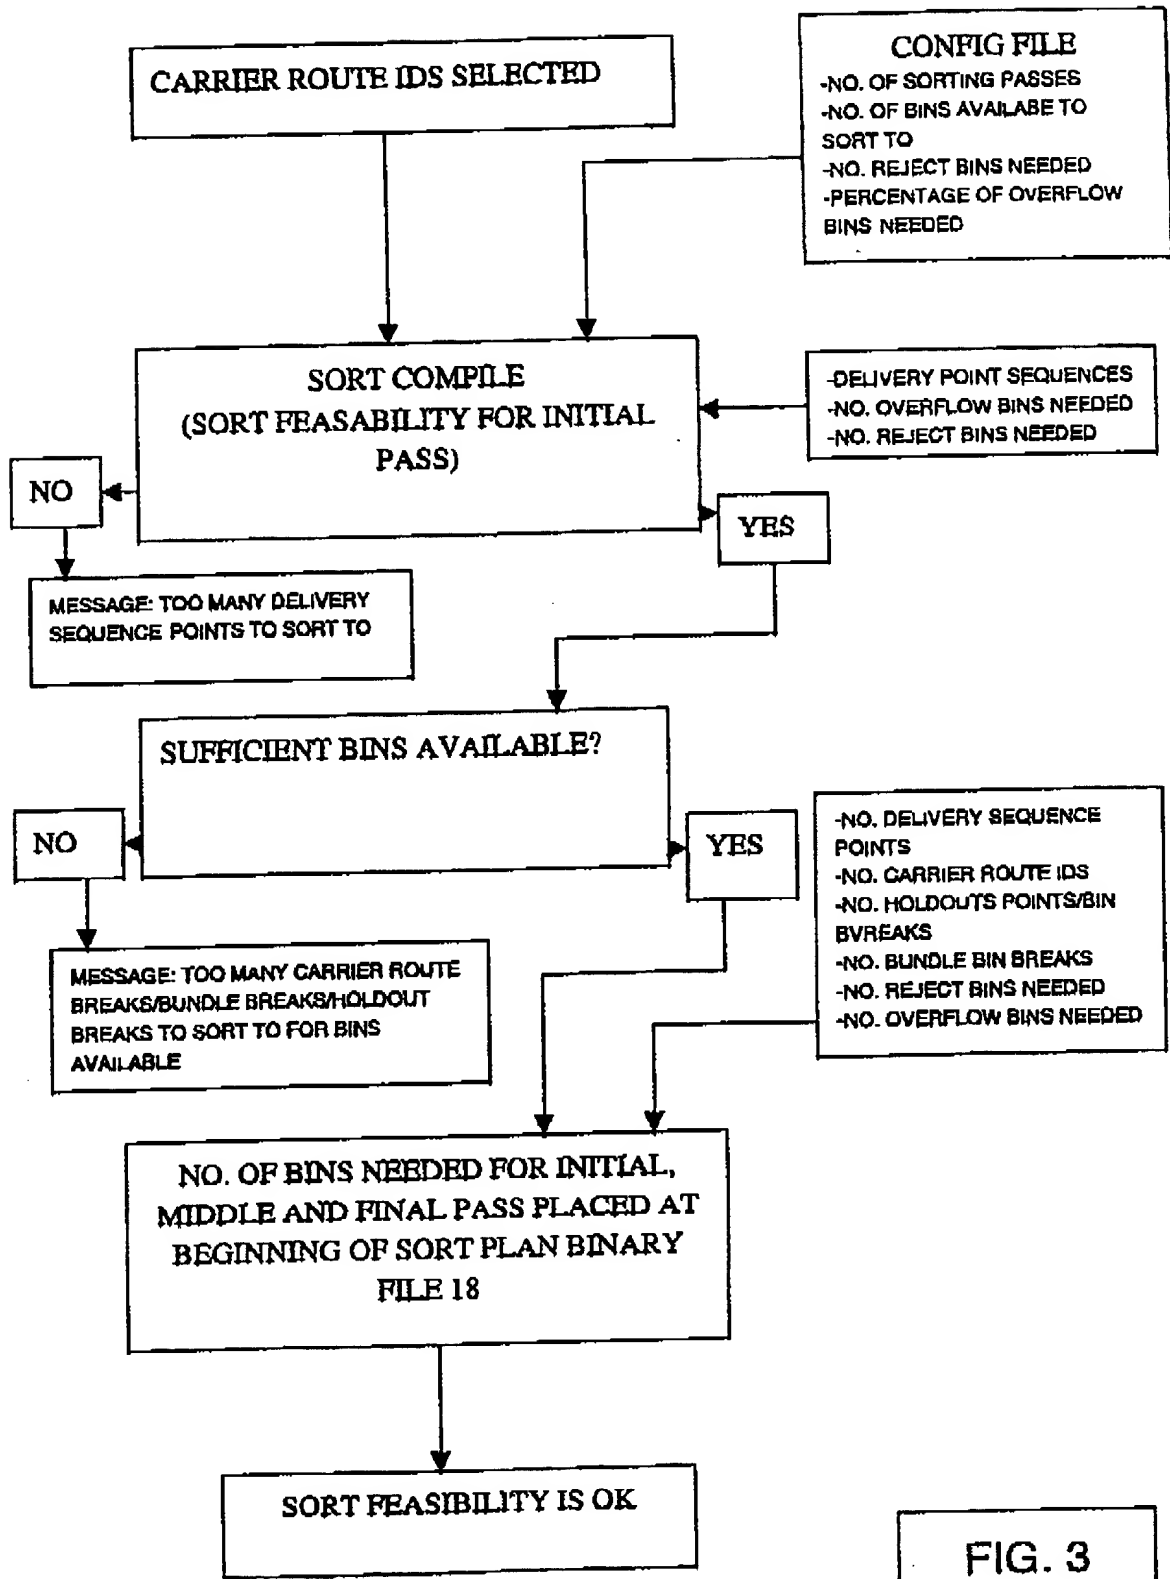 CARRIER ROUTE IDS SELECTED
CONFIG FILE
-NO. OF SORTING PASSES
-NO. OF BINS AVAILABE TO
SORT TO
-NO. REJECT BINS NEEDED
-PERCENTAGE OF OVERFLOW
BINS NEEDED
SORT COMPILE
(SORT FEASABILITY FOR INITIAL
PASS)
-DELIVERY POINT SEQUENCES
-NO. OVERFLOW BINS NEEDED
-NO. REJECT BINS NEEDED
NO
YES
MESSAGE: TOO MANY DELIVERY
SEQUENCE POINTS TO SORT TO
SUFFICIENT BINS AVAILABLE?
NO
YES
-NO. DELIVERY SEQUENCE
POINTS
-NO. CARRIER ROUTE IDS
-NO. HOLDOUTS POINTS/BIN
BVREAKS
-NO. BUNDLE BIN BREAKS
-NO. REJECT BINS NEEDED
-NO. OVERFLOW BINS NEEDED
MESSAGE: TOO MANY CARRIER ROUTE
BREAKS/BUNDLE BREAKS/HOLDOUT
BREAKS TO SORT TO FOR BINS
AVAILABLE
NO. OF BINS NEEDED FOR INITIAL,
MIDDLE AND FINAL PASS PLACED AT
BEGINNING OF SORT PLAN BINARY
FILE 18
SORT FEASIBILITY IS OK
FIG. 3